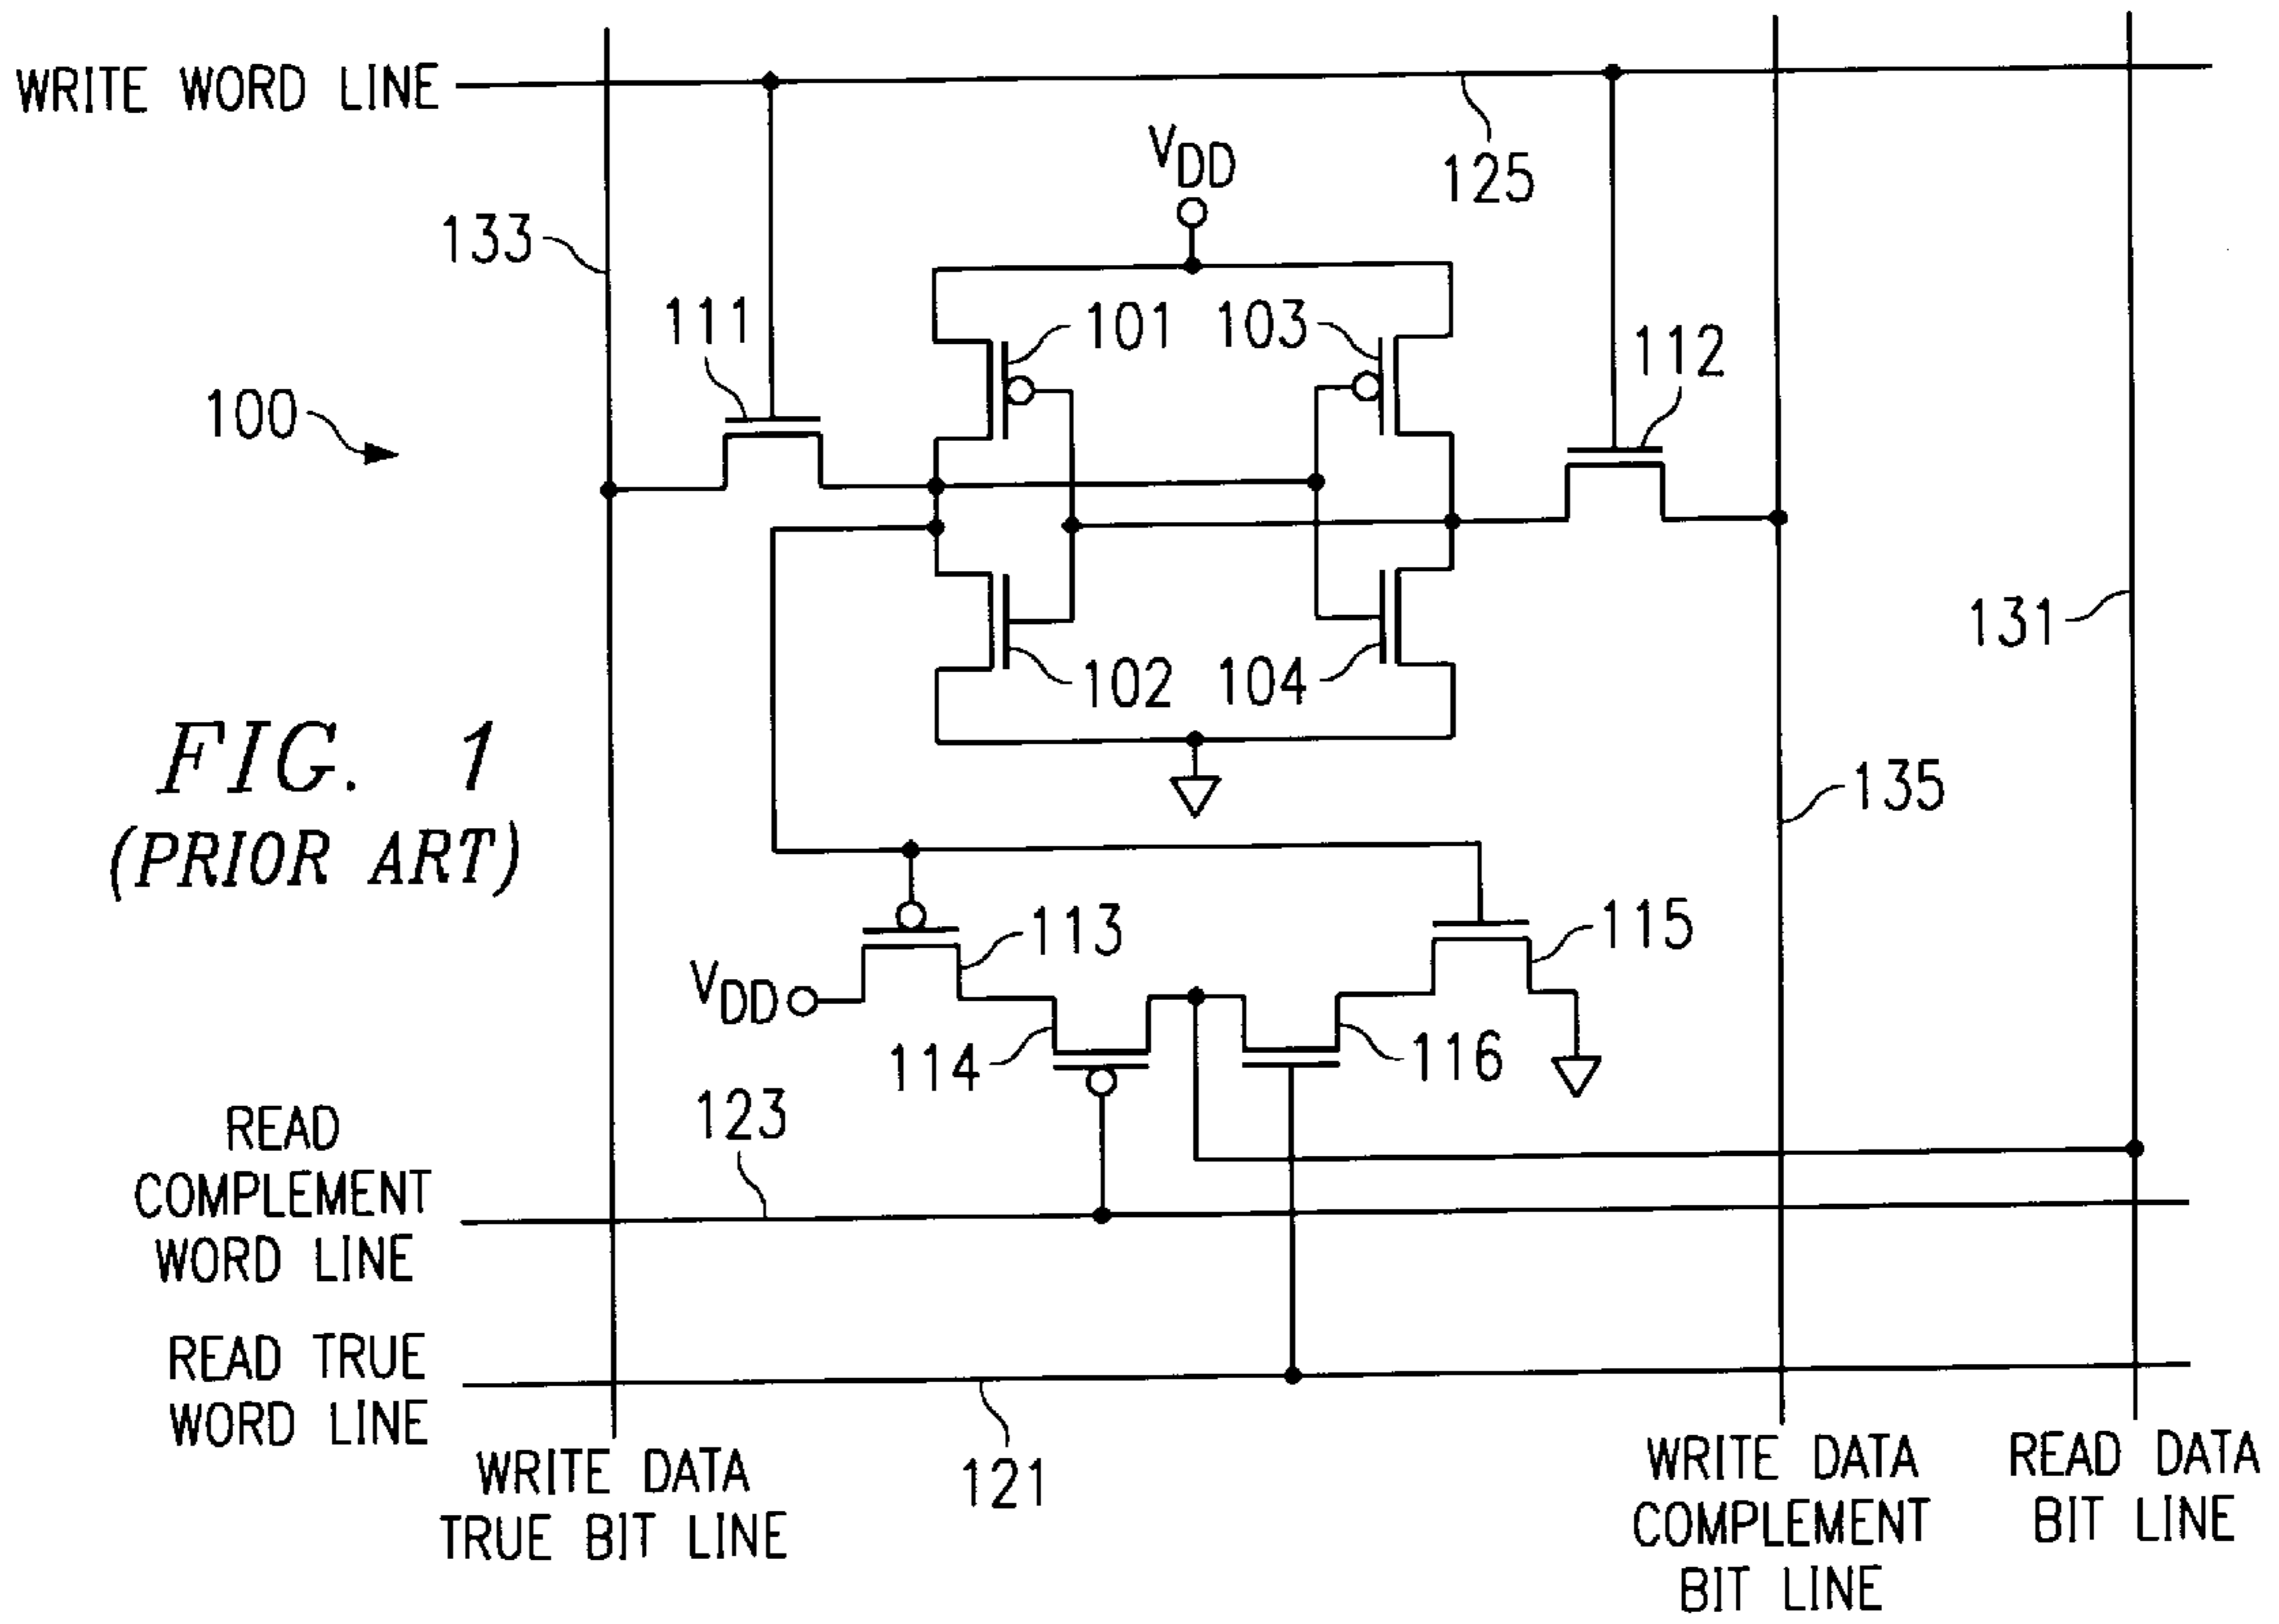 WRITE WORD LINE
125
VDD
133
111
101
103
112
100
131
102
104
FIG. 1
(PRIOR ART)
135
113
115
VDD
114
116
123
READ
COMPLEMENT
WORD LINE
READ TRUE
WORD LINE
121
WRITE DATA
TRUE BIT LINE
WRITE DATA
COMPLEMENT
BIT LINE
READ DATA
BIT LINE